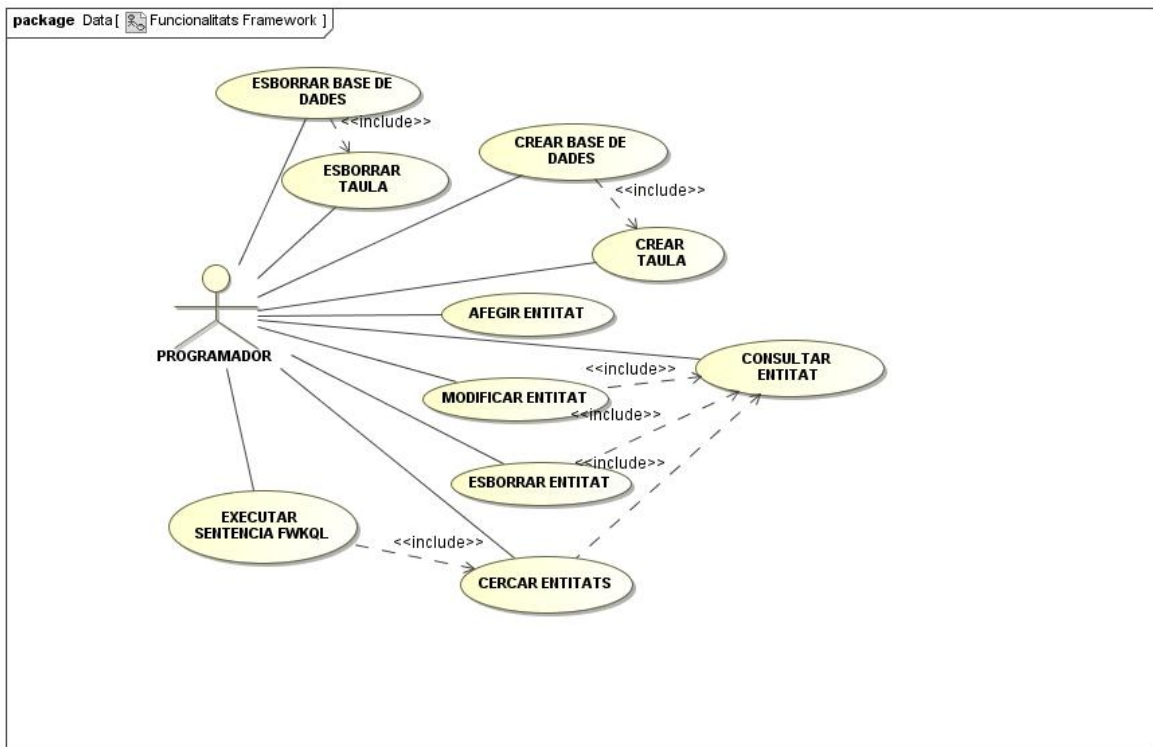 package Data [ Funcionalitats Framework ]
ESBORRAR BASE DE
DADES
<<include>>
ESBORRAR
TAULA
CREAR BASE DE
DADES
<<include>>
CREAR
TAULA
AFEGIR ENTITAT
PROGRAMADOR
CONSULTAR
ENTITAT
<<include>>
MODIFICAR ENTITAT
<<include>>
<<include>>
ESBORRAR ENTITAT
EXECUTAR
SENTENCIA FWKQL
<<include>>
CERCAR ENTITATS